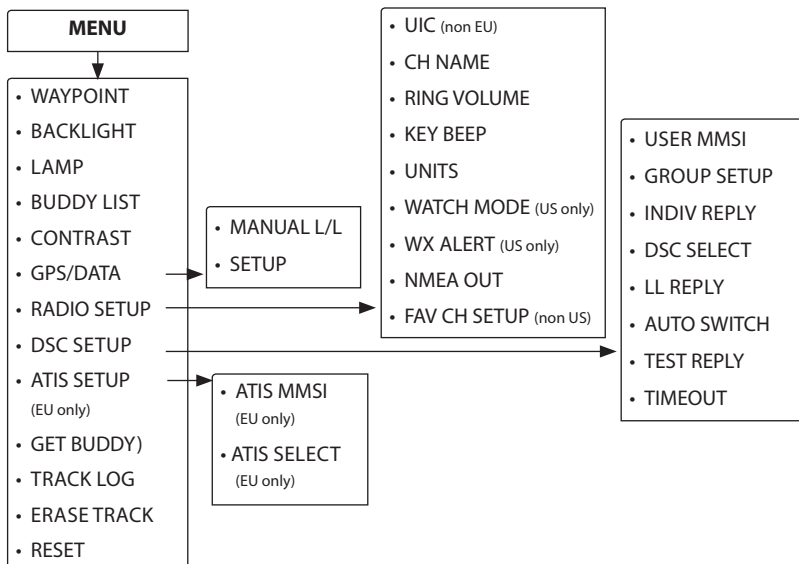 MENU
• WAYPOINT
• BACKLIGHT
• LAMP
• BUDDY LIST
• CONTRAST
• GPS/DATA
• RADIO SETUP
• DSC SETUP
• ATIS SETUP
(EU only)
• GET BUDDY)
• TRACK LOG
• ERASE TRACK
• RESET
• MANUAL L/L
• SETUP
• UIC (non EU)
• CH NAME
• RING VOLUME
• KEY BEEP
• UNITS
• WATCH MODE (US only)
• WX ALERT (US only)
• NMEA OUT
• FAV CH SETUP (non US)
• USER MMSI
• GROUP SETUP
• INDIV REPLY
• DSC SELECT
• LL REPLY
• AUTO SWITCH
• TEST REPLY
• TIMEOUT
• ATIS MMSI
(EU only)
• ATIS SELECT
(EU only)